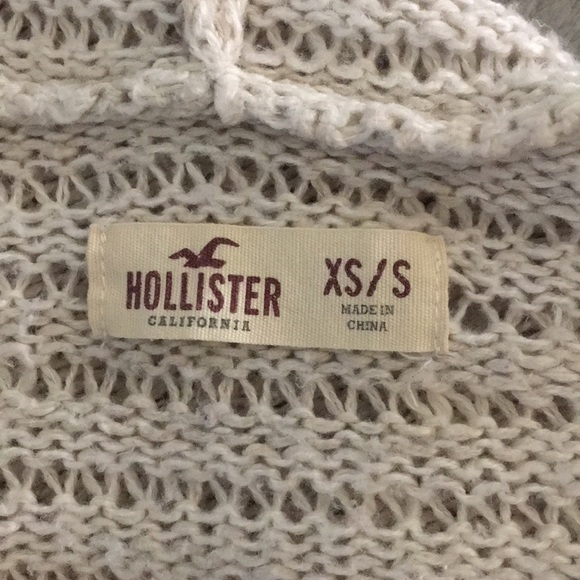 HOLLISTER
CALIFORNIA
XS/S
MADE IN
CHINA